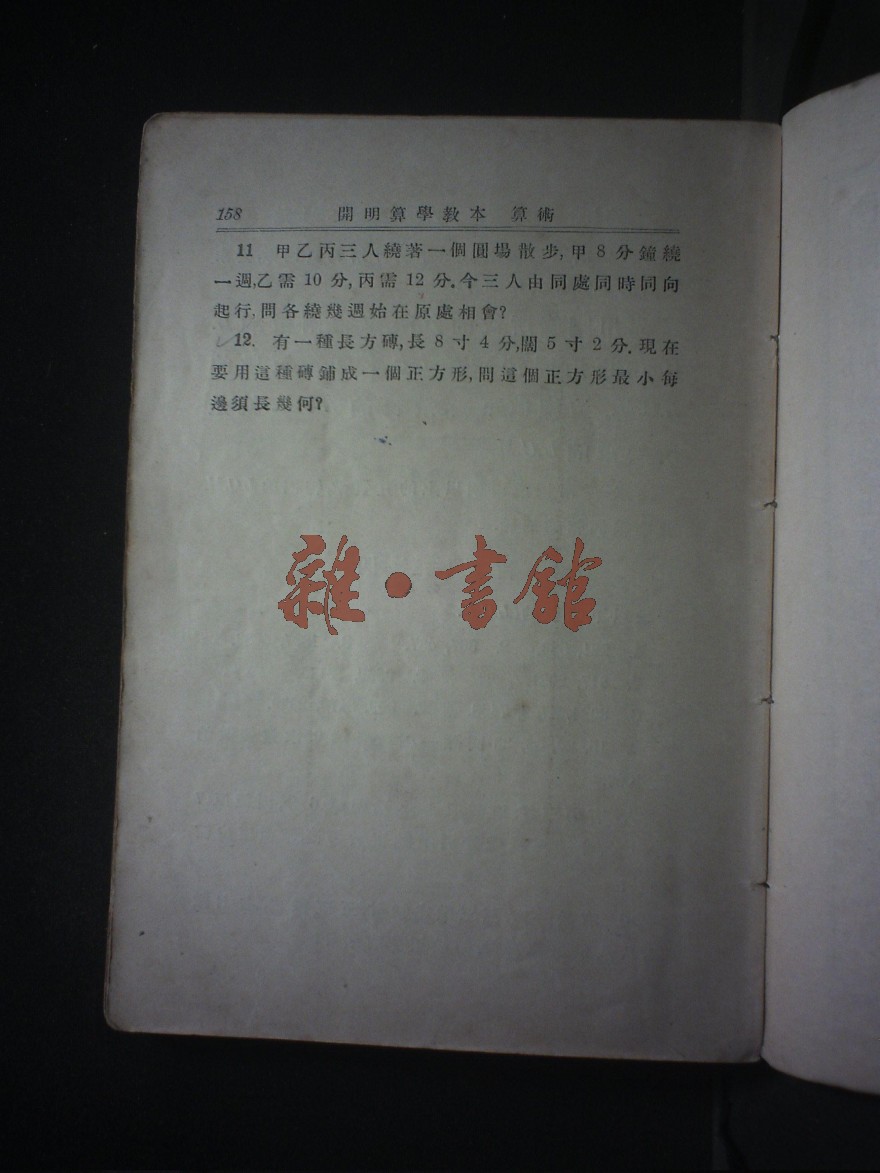 158 開明算學教本 算術
11 甲乙丙三人繞著一個圓場散步,甲8分鐘繞
一週,乙需10分,丙需12分.今三人由同處同時同向
起行,問各繞幾週始在原處相會?
12. 有一種長方磚,長8寸4分,闊5寸2分.現在
要用這種磚鋪成一個正方形,問這個正方形最小每
邊須長幾何?
雜·書館